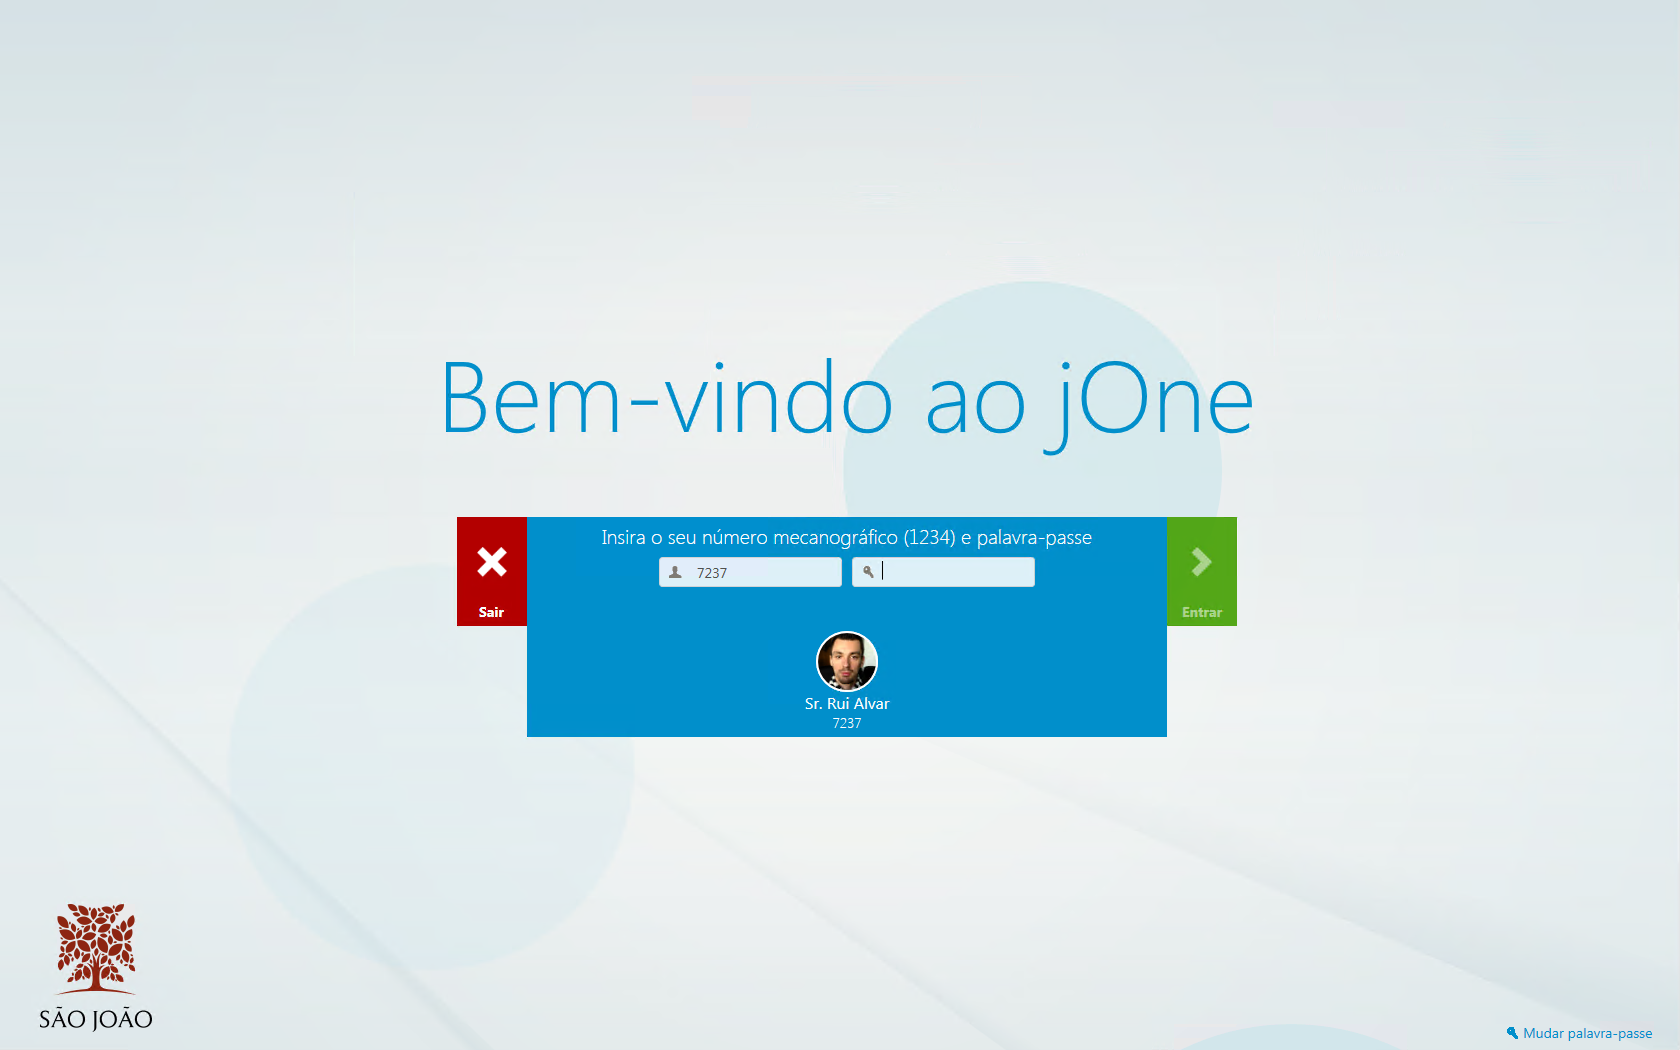 Bem-vindo ao jOne
Insira o seu número mecanográfico (1234) e palavra-passe
7237
Sair
Entrar
Sr. Rui Alvar
7237
SÃO JOÃO
Mudar palavra-passe